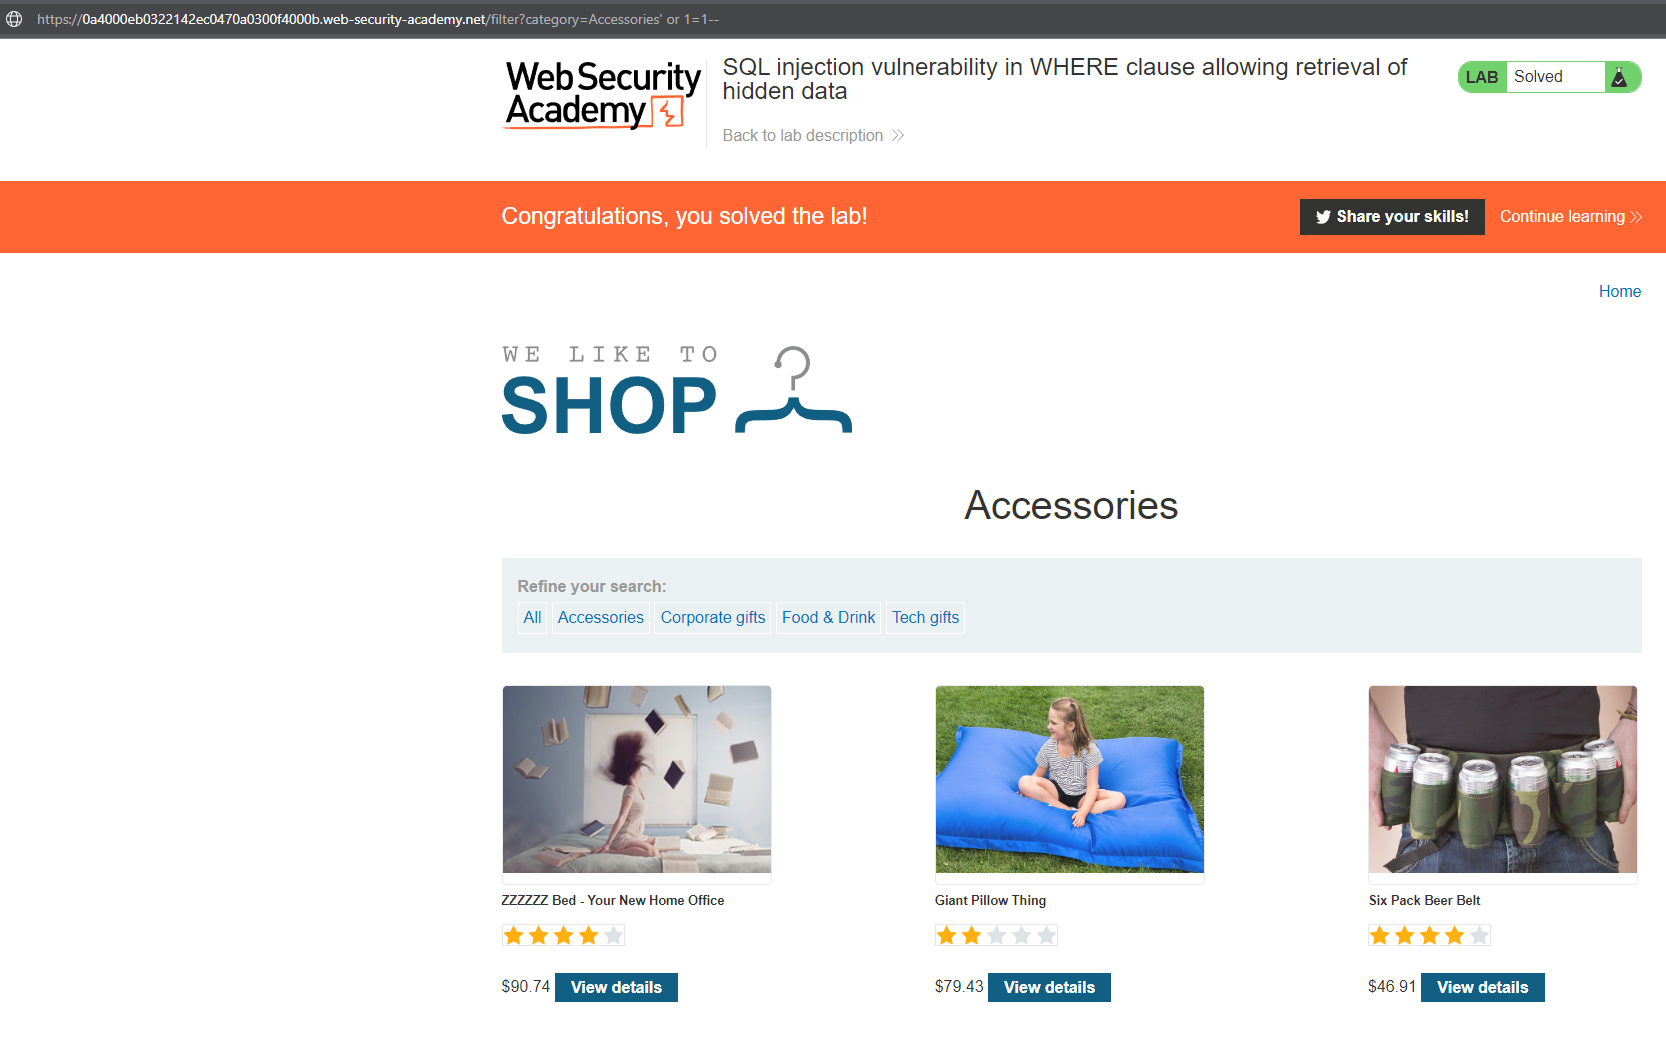 https://0a4000eb0322142ec0470a0300f4000b.web-security-academy.net/filter?category=Accessories' or 1=1--
WebSecurity
Academy
SQL injection vulnerability in WHERE clause allowing retrieval of
hidden data
Back to lab description
LAB Solved
Congratulations, you solved the lab!
Share your skills!
Continue learning
Home
WE LIKE TO
SHOP
Accessories
Refine your search:
All Accessories Corporate gifts Food & Drink Tech gifts
ZZZZZZ Bed - Your New Home Office
Giant Pillow Thing
Six Pack Beer Belt
$90.74 View details
$79.43 View details
$46.91 View details